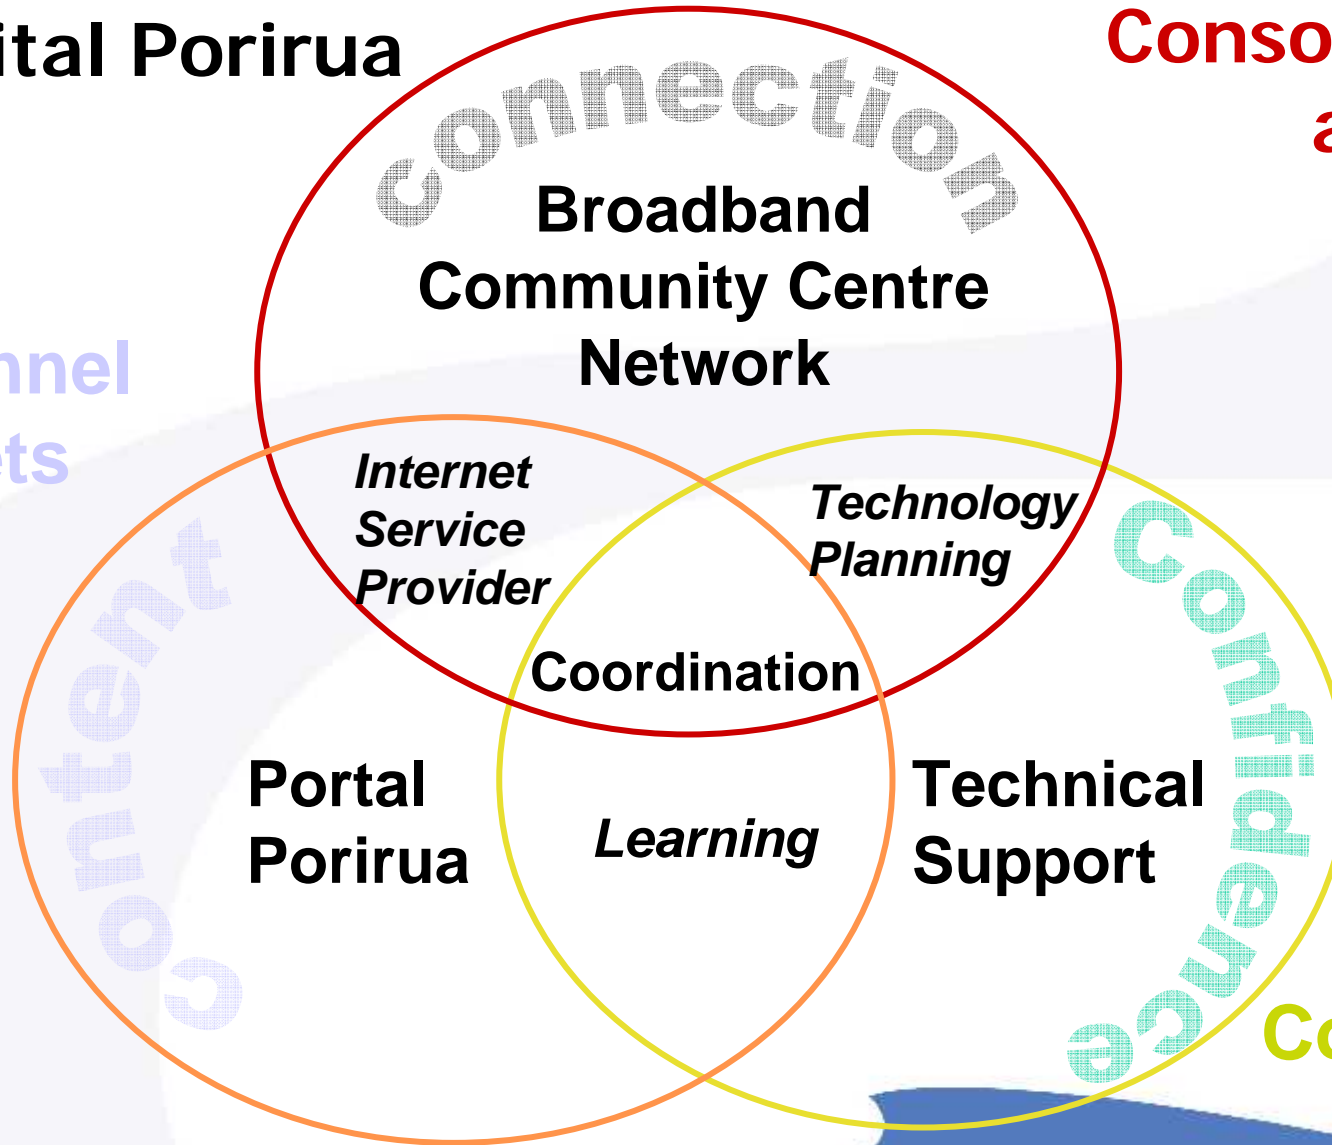 ital Porirua
Conso
a
connection
Broadband
Community Centre
Network
nnel
ets
Internet
Service
Provider
Technology
Planning
content
Confidence
Coordination
Portal
Porirua
Learning
Technical
Support
Co